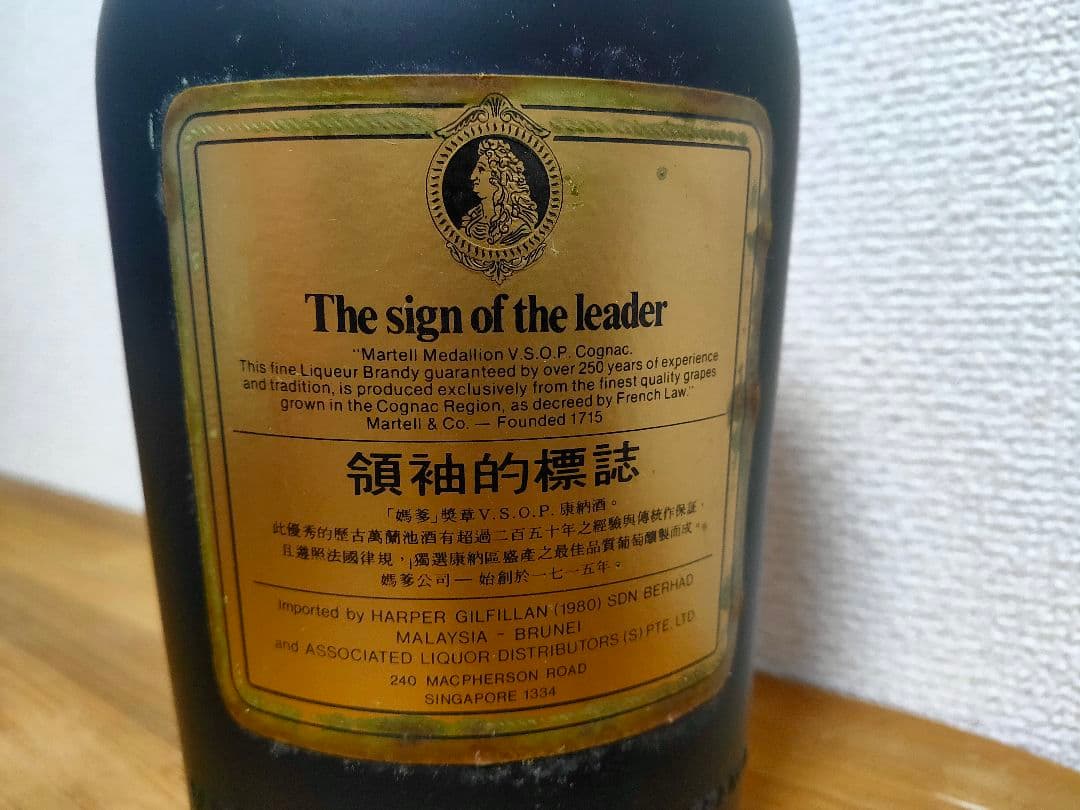 The sign of the leader
"Martell Medallion V.S.O.P. Cognac.
This fine Liqueur Brandy guaranteed by over 250 years of experience
and tradition, is produced exclusively from the finest quality grapes
grown in the Cognac Region, as decreed by French Law."
Martell & Co. — Founded 1715
領袖的標誌
「媽爹」獎章V.S.O.P.康納酒。
此優秀的歷古萬蘭池酒有超過二百五十年之經驗與傳統作保証,
且遵照法國律規,獨選康納區盛產之最佳品質葡萄釀製而成"。
媽爹公司—始創於一七一五年。
Imported by HARPER GILFILLAN (1980) SDN BERHAD
MALAYSIA - BRUNEI
and ASSOCIATED LIQUOR DISTRIBUTORS (S) PTE. LTD
240 MACPHERSON ROAD
SINGAPORE 1334